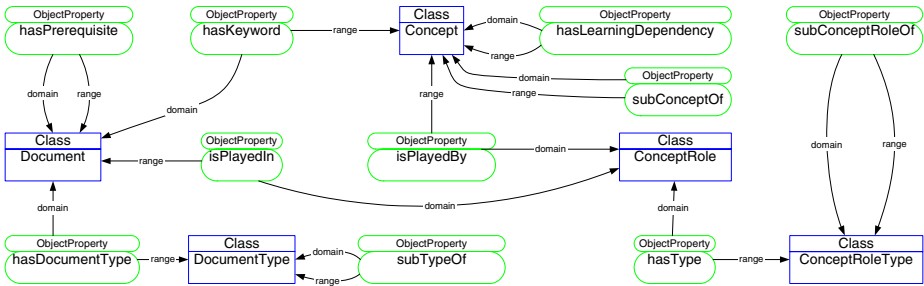 ObjectProperty
hasPrerequisite
ObjectProperty
hasKeyword
Class
Concept
ObjectProperty
hasLearningDependency
ObjectProperty
subConceptRoleOf
domain
range
range
domain
range
domain
range
ObjectProperty
subConceptOf
domain
range
domain
range
Class
Document
range
ObjectProperty
isPlayedIn
ObjectProperty
isPlayedBy
domain
Class
ConceptRole
domain
domain
domain
ObjectProperty
hasDocumentType
range
Class
DocumentType
domain
range
ObjectProperty
subTypeOf
ObjectProperty
hasType
range
Class
ConceptRoleType